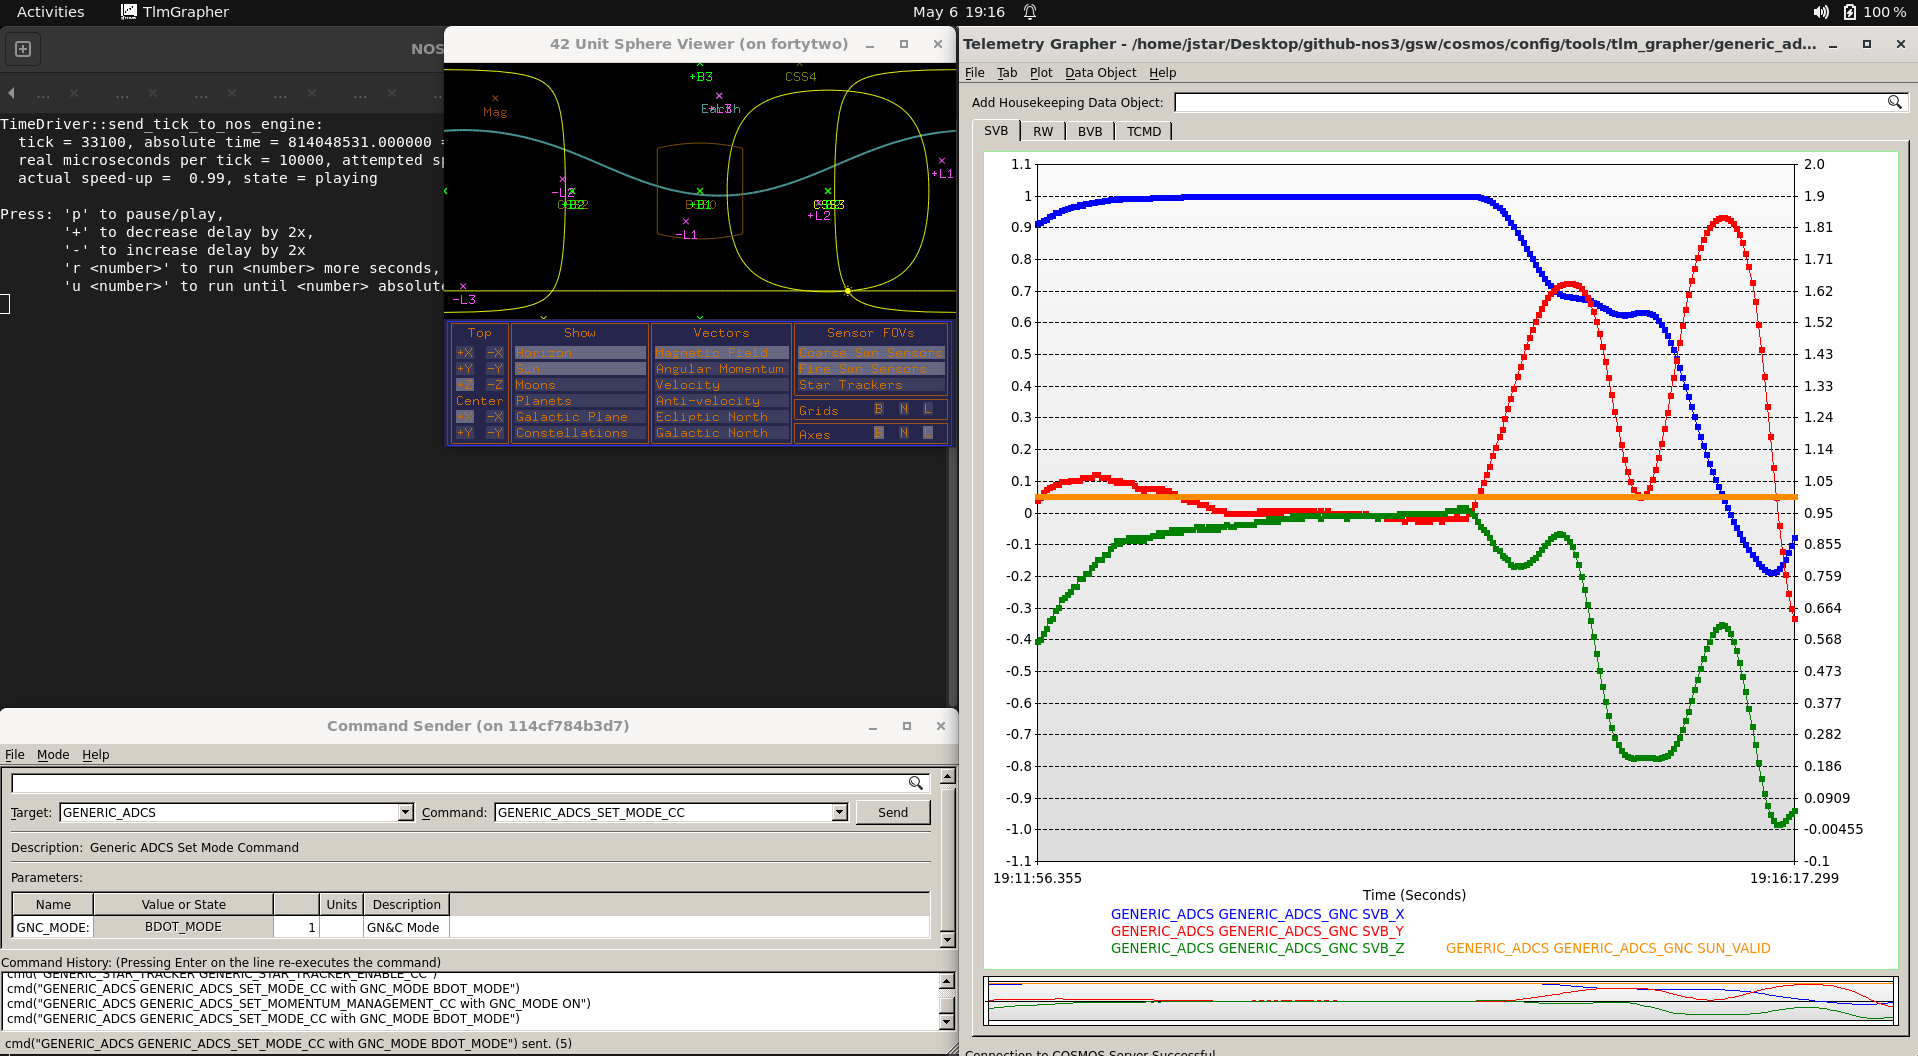 Activities
TlmGrapher
May 6 19:16
100 %
NOS
TimeDriver::send_tick_to_nos_engine:
tick = 33100, absolute time = 814048531.000000 =
real microseconds per tick = 10000, attempted sp
actual speed-up = 0.99, state = playing
Press: 'p' to pause/play,
'+' to decrease delay by 2x,
'-' to increase delay by 2x
'r <number>' to run <number> more seconds,
'u <number>' to run until <number> absolute
42 Unit Sphere Viewer (on fortytwo)
+B3
CSS4
Mag
+L3
+L1
-L2
+B1
CSS3
+L2
-L1
-L3
Top Show Vectors Sensor FOVs
+X -X Horizon Magnetic Field Coarse Sun Sensors
+Y -Y Sun Angular Momentum Fine Sun Sensors
+Z -Z Moons Velocity Star Trackers
Center Planets Anti-velocity Grids B N L
+X -X Galactic Plane Ecliptic North
+Y -Y Constellations Galactic North Axes B N L
Command Sender (on 114cf784b3d7)
File Mode Help
Target: GENERIC_ADCS Command: GENERIC_ADCS_SET_MODE_CC Send
Description: Generic ADCS Set Mode Command
Parameters:
Name Value or State Units Description
GNC_MODE: BDOT_MODE 1 GN&C Mode
Command History: (Pressing Enter on the line re-executes the command)
cmd("GENERIC_STAR_TRACKER GENERIC_STAR_TRACKER_ENABLE_CC")
cmd("GENERIC_ADCS GENERIC_ADCS_SET_MODE_CC with GNC_MODE BDOT_MODE")
cmd("GENERIC_ADCS GENERIC_ADCS_SET_MOMENTUM_MANAGEMENT_CC with GNC_MODE ON")
cmd("GENERIC_ADCS GENERIC_ADCS_SET_MODE_CC with GNC_MODE BDOT_MODE")
cmd("GENERIC_ADCS GENERIC_ADCS_SET_MODE_CC with GNC_MODE BDOT_MODE") sent. (5)
Telemetry Grapher - /home/jstar/Desktop/github-nos3/gsw/cosmos/config/tools/tlm_grapher/generic_ad...
File Tab Plot Data Object Help
Add Housekeeping Data Object:
SVB RW BVB TCMD
1.1 2.0
1 1.9
0.9 1.81
0.8 1.71
0.7 1.62
0.6 1.52
0.5 1.43
0.4 1.33
0.3 1.24
0.2 1.14
0.1 1.05
0 0.95
-0.1 0.855
-0.2 0.759
-0.3 0.664
-0.4 0.568
-0.5 0.473
-0.6 0.377
-0.7 0.282
-0.8 0.186
-0.9 0.0909
-1.0 -0.00455
-1.1 -0.1
19:11:56.355 19:16:17.299
Time (Seconds)
GENERIC_ADCS GENERIC_ADCS_GNC SVB_X
GENERIC_ADCS GENERIC_ADCS_GNC SVB_Y
GENERIC_ADCS GENERIC_ADCS_GNC SVB_Z GENERIC_ADCS GENERIC_ADCS_GNC SUN_VALID
Connection to COSMOS Server Successful